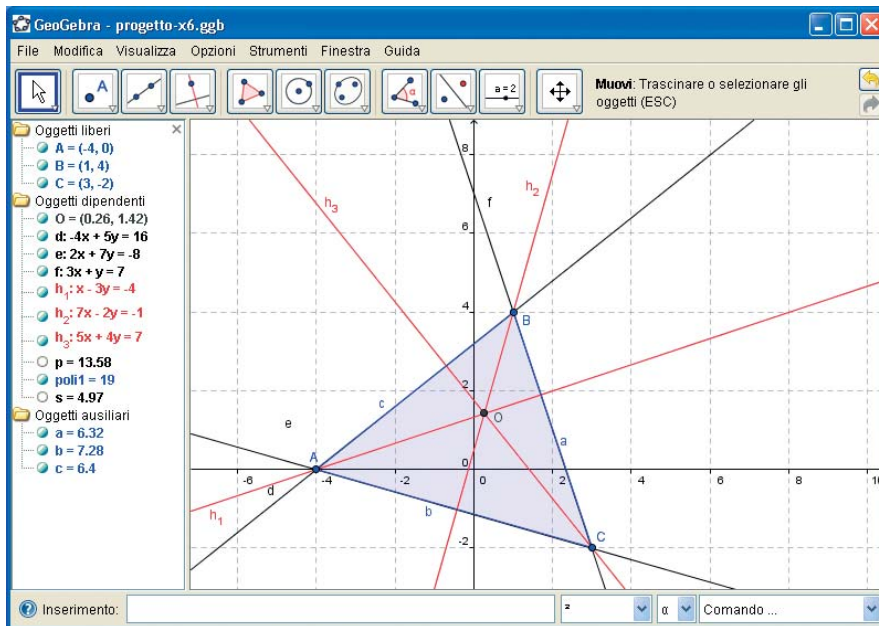 GeoGebra - progetto-x6.ggb
File Modifica Visualizza Opzioni Strumenti Finestra Guida
A
α
a = 2
Muovi: Trascinare o selezionare gli
oggetti (ESC)
Oggetti liberi
A = (-4, 0)
B = (1, 4)
C = (3, -2)
Oggetti dipendenti
O = (0.26, 1.42)
d: -4x + 5y = 16
e: 2x + 7y = -8
f: 3x + y = 7
h₁: x - 3y = -4
h₂: 7x - 2y = -1
h₃: 5x + 4y = 7
p = 13.58
poli1 = 19
s = 4.97
Oggetti ausiliari
a = 6.32
b = 7.28
c = 6.4
8
h₃
h₂
f
6
4
B
2
c
O
a
e
A
0
-6
-4
-2
0
2
4
6
8
10
d
h₁
b
C
-2
Inserimento:
²
α
Comando ...